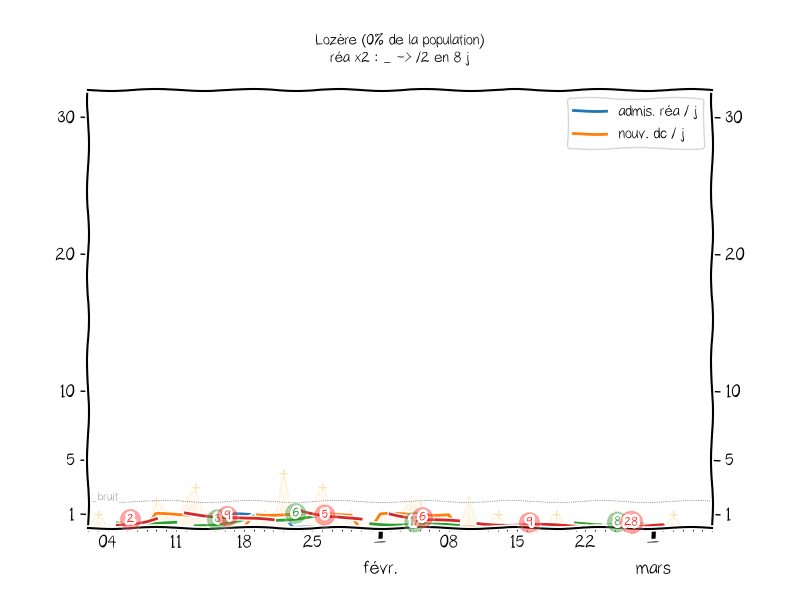 Lozère (0% de la population)
réa x2 : _ -> /2 en 8 j
admis. réa / j
nouv. dc / j
30 30
20 20
10 10
5 5
bruit
1 1
2 9 6 5 6 9 8 28
04 11 18 25 08 15 22
févr. mars